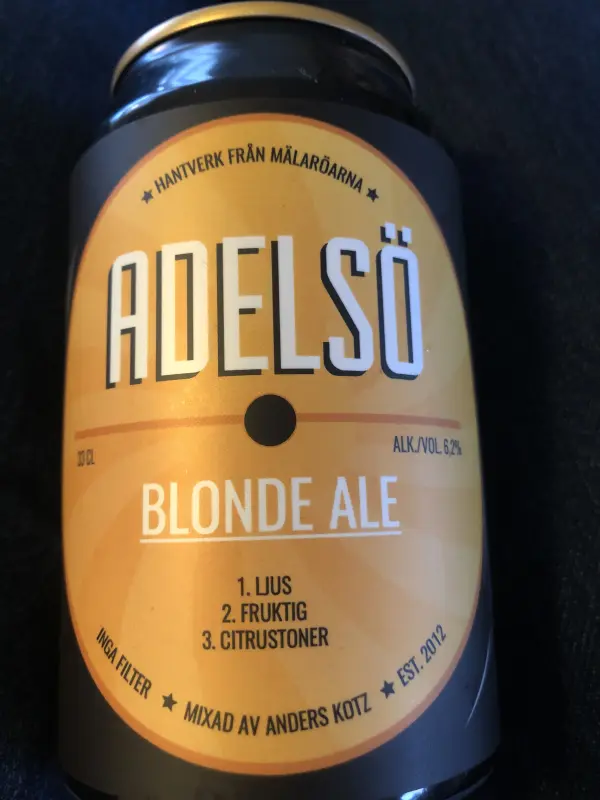 ★ HANTVERK FRÅN MÄLARÖARNA ★
ADELSÖ
33 CL
ALK./VOL. 6,2%
BLONDE ALE
1. LJUS
2. FRUKTIG
3. CITRUSTONER
INGA FILTER ★ MIXAD AV ANDERS KOTZ ★ EST. 2012